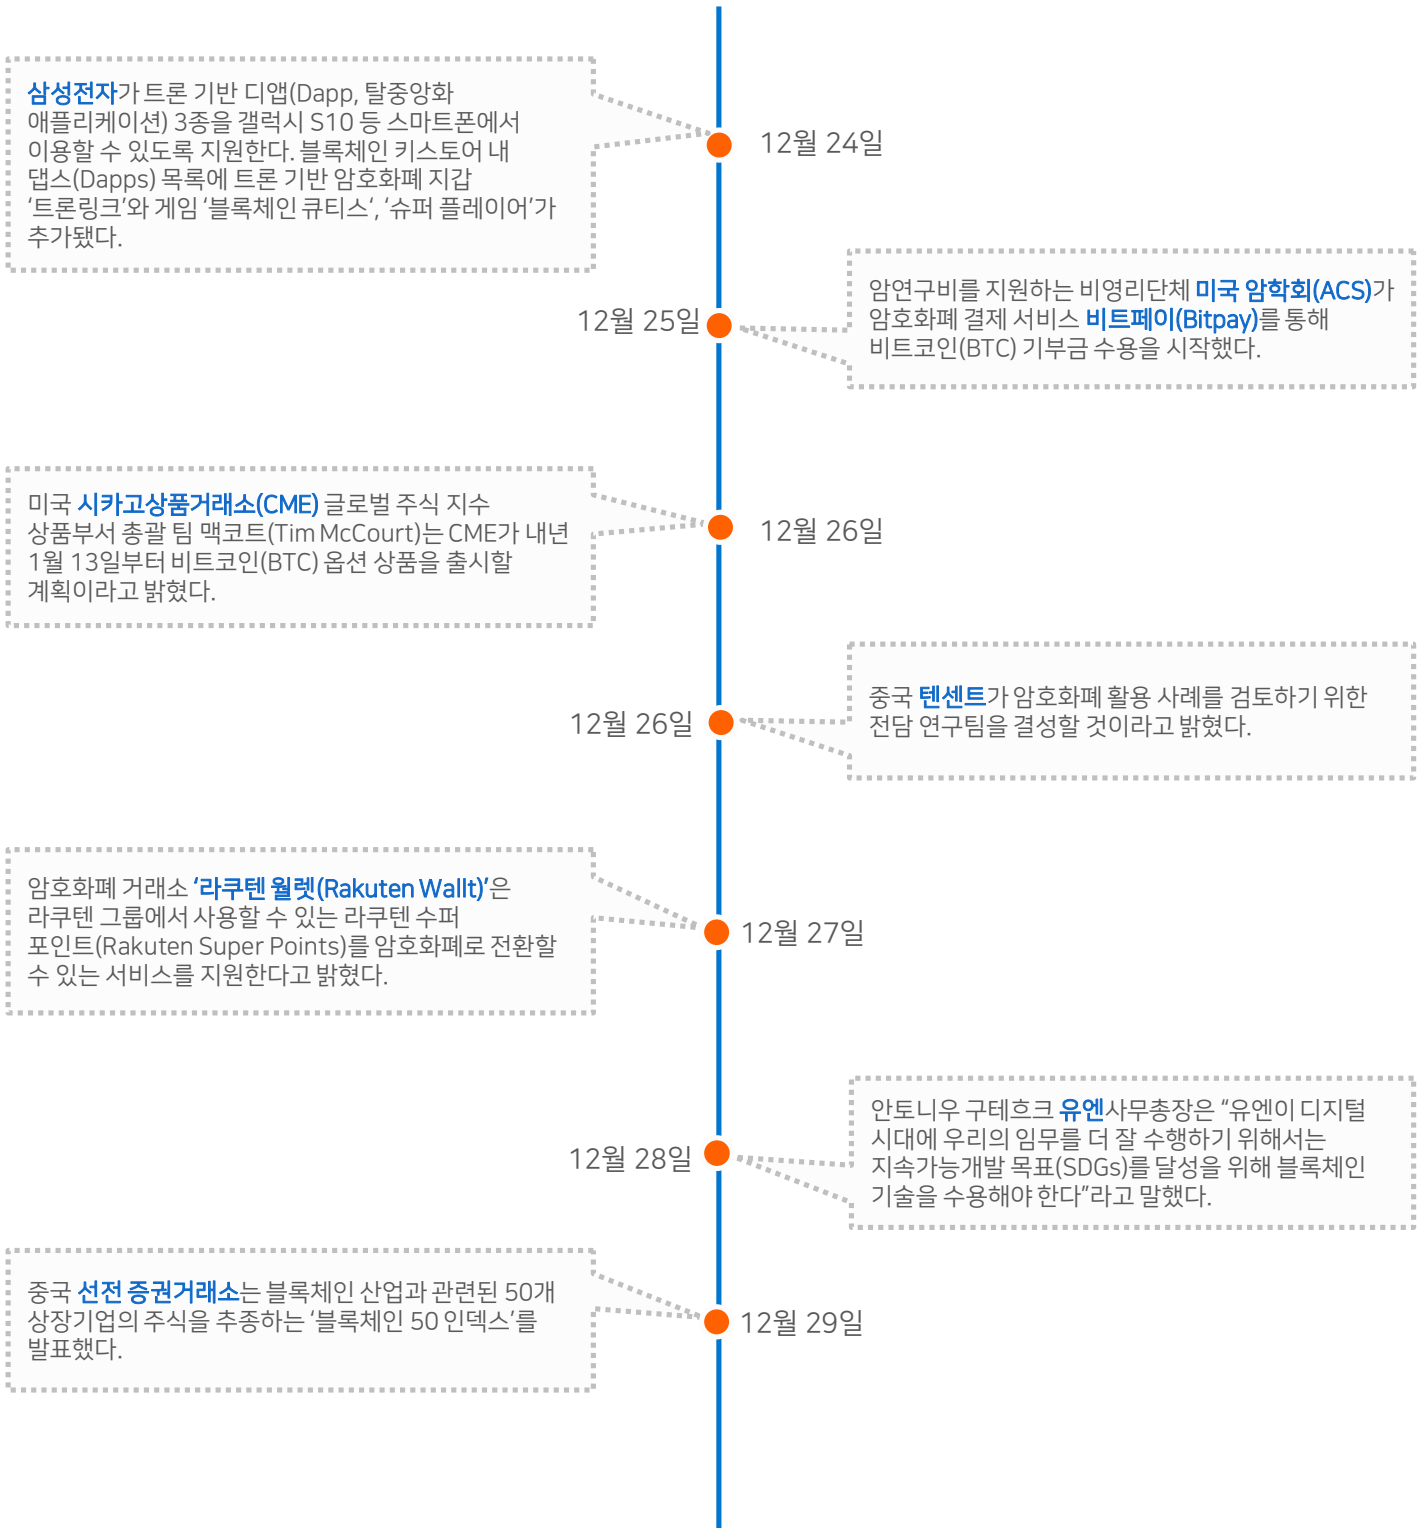 삼성전자가 트론 기반 디앱(Dapp, 탈중앙화
애플리케이션) 3종을 갤럭시 S10 등 스마트폰에서
이용할 수 있도록 지원한다. 블록체인 키스토어 내
댑스(Dapps) 목록에 트론 기반 암호화폐 지갑
‘트론링크’와 게임 ‘블록체인 큐티스‘, ‘슈퍼 플레이어’가
추가됐다.
12월 24일
12월 25일
암연구비를 지원하는 비영리단체 미국 암학회(ACS)가
암호화폐 결제 서비스 비트페이(Bitpay)를 통해
비트코인(BTC) 기부금 수용을 시작했다.
미국 시카고상품거래소(CME) 글로벌 주식 지수
상품부서 총괄 팀 맥코트(Tim McCourt)는 CME가 내년
1월 13일부터 비트코인(BTC) 옵션 상품을 출시할
계획이라고 밝혔다.
12월 26일
12월 26일
중국 텐센트가 암호화폐 활용 사례를 검토하기 위한
전담 연구팀을 결성할 것이라고 밝혔다.
암호화폐 거래소 ‘라쿠텐 월렛(Rakuten Wallt)’은
라쿠텐 그룹에서 사용할 수 있는 라쿠텐 수퍼
포인트(Rakuten Super Points)를 암호화폐로 전환할
수 있는 서비스를 지원한다고 밝혔다.
12월 27일
12월 28일
안토니우 구테흐크 유엔사무총장은 “유엔이 디지털
시대에 우리의 임무를 더 잘 수행하기 위해서는
지속가능개발 목표(SDGs)를 달성을 위해 블록체인
기술을 수용해야 한다”라고 말했다.
중국 선전 증권거래소는 블록체인 산업과 관련된 50개
상장기업의 주식을 추종하는 ‘블록체인 50 인덱스’를
발표했다.
12월 29일